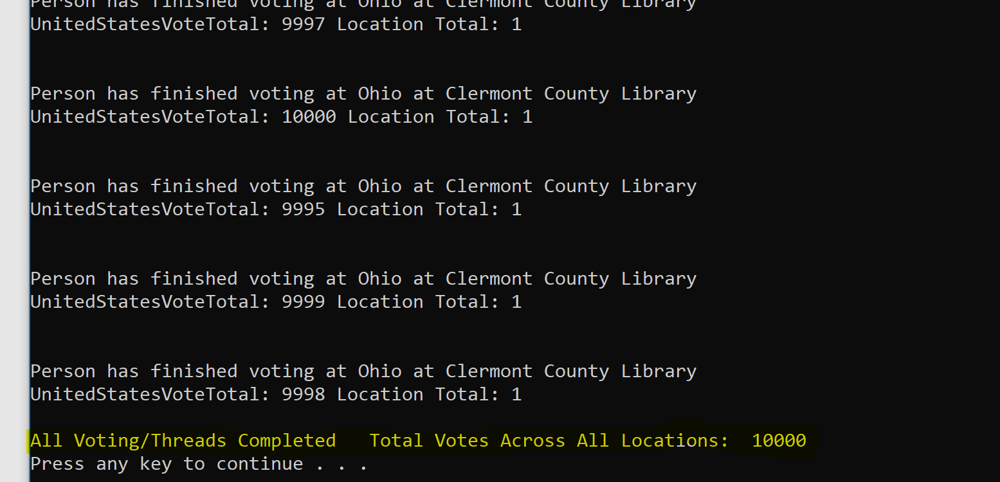 Person has finished voting at Ohio at Clermont County Library
UnitedStatesVoteTotal: 9997 Location Total: 1
Person has finished voting at Ohio at Clermont County Library
UnitedStatesVoteTotal: 10000 Location Total: 1
Person has finished voting at Ohio at Clermont County Library
UnitedStatesVoteTotal: 9995 Location Total: 1
Person has finished voting at Ohio at Clermont County Library
UnitedStatesVoteTotal: 9999 Location Total: 1
Person has finished voting at Ohio at Clermont County Library
UnitedStatesVoteTotal: 9998 Location Total: 1
All Voting/Threads Completed   Total Votes Across All Locations:  10000
Press any key to continue . . .